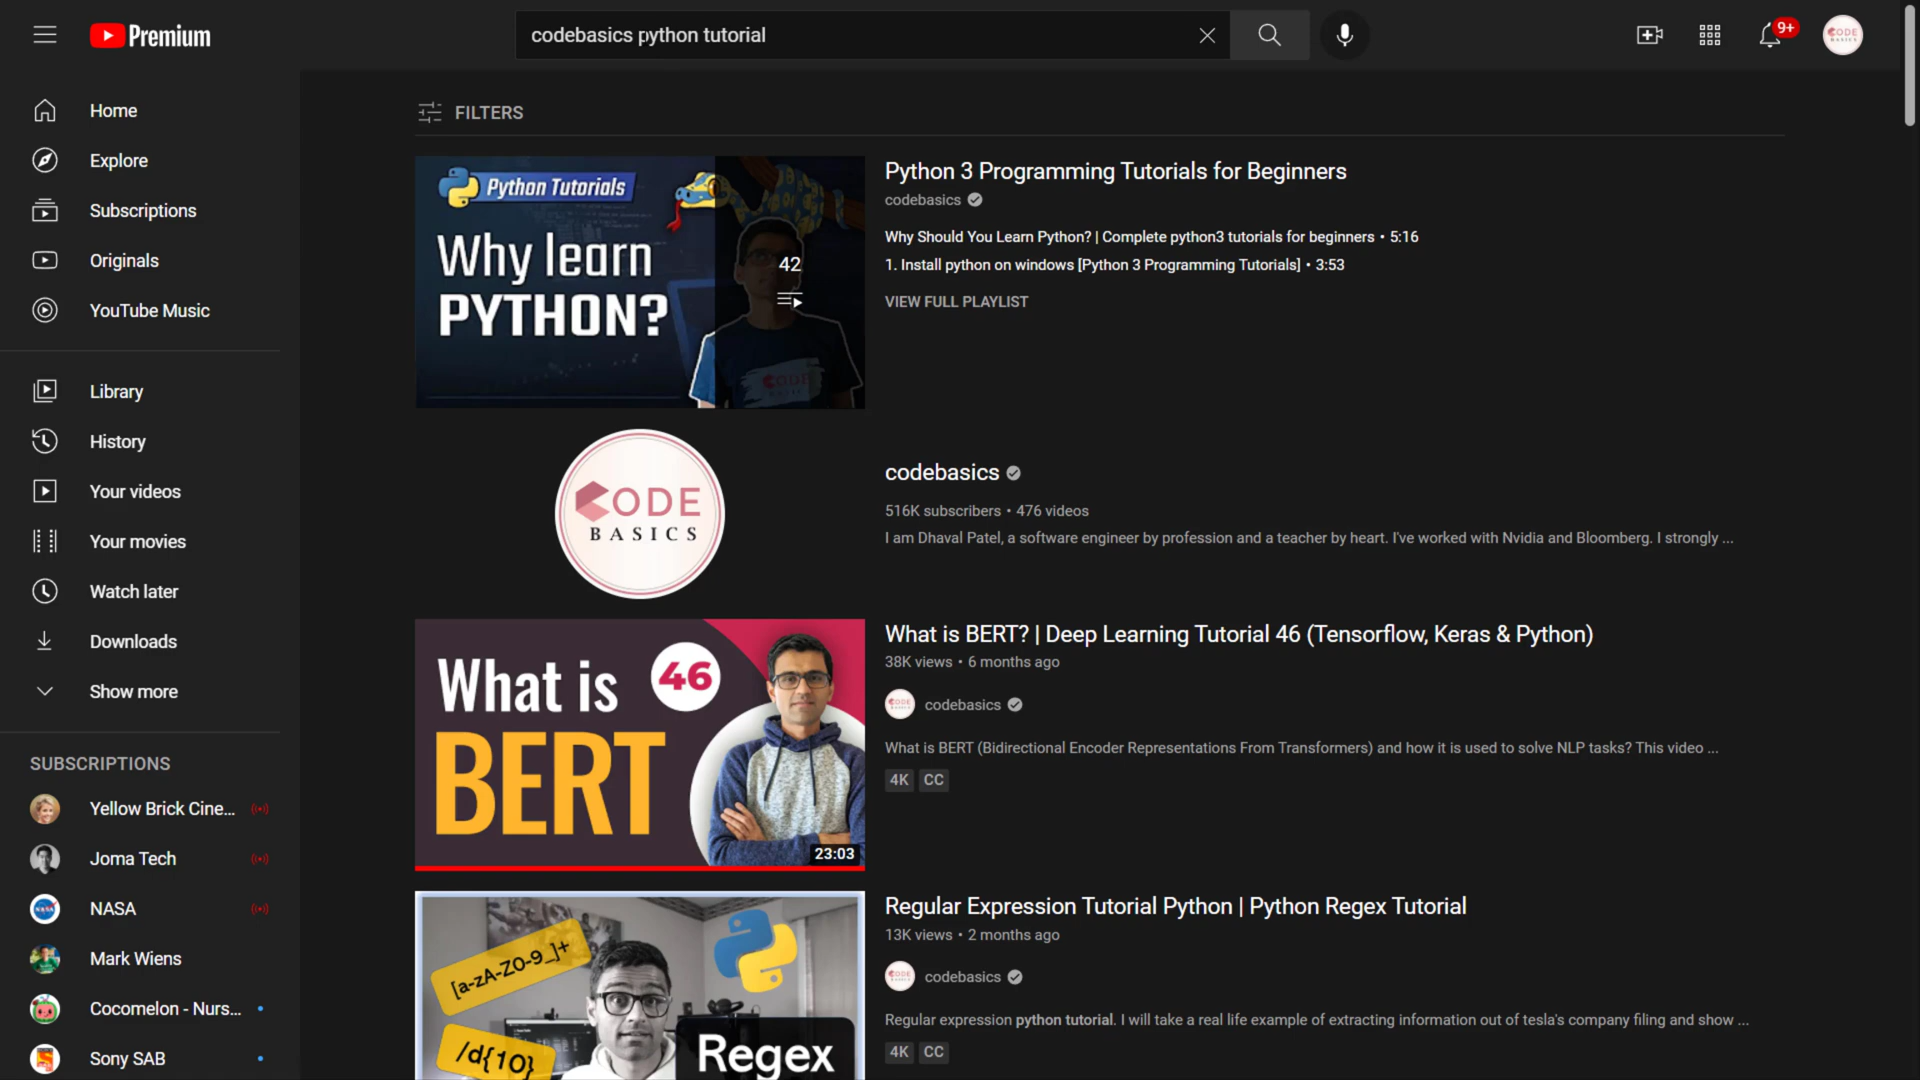 Premium
codebasics python tutorial
9+
CODE
BASICS
Home
Explore
Subscriptions
Originals
YouTube Music
Library
History
Your videos
Your movies
Watch later
Downloads
Show more
SUBSCRIPTIONS
Yellow Brick Cine...
Joma Tech
NASA
Mark Wiens
Cocomelon - Nurs...
Sony SAB
FILTERS
Python Tutorials
Why learn
PYTHON?
42
CODE
Python 3 Programming Tutorials for Beginners
codebasics
Why Should You Learn Python? | Complete python3 tutorials for beginners • 5:16
1. Install python on windows [Python 3 Programming Tutorials] • 3:53
VIEW FULL PLAYLIST
CODE
BASICS
codebasics
516K subscribers • 476 videos
I am Dhaval Patel, a software engineer by profession and a teacher by heart. I've worked with Nvidia and Bloomberg. I strongly ...
What is
46
BERT
23:03
What is BERT? | Deep Learning Tutorial 46 (Tensorflow, Keras & Python)
38K views • 6 months ago
codebasics
What is BERT (Bidirectional Encoder Representations From Transformers) and how it is used to solve NLP tasks? This video ...
4K CC
[a-zA-Z0-9_]+
/d{10}
Regex
Regular Expression Tutorial Python | Python Regex Tutorial
13K views • 2 months ago
codebasics
Regular expression python tutorial. I will take a real life example of extracting information out of tesla's company filing and show ...
4K CC